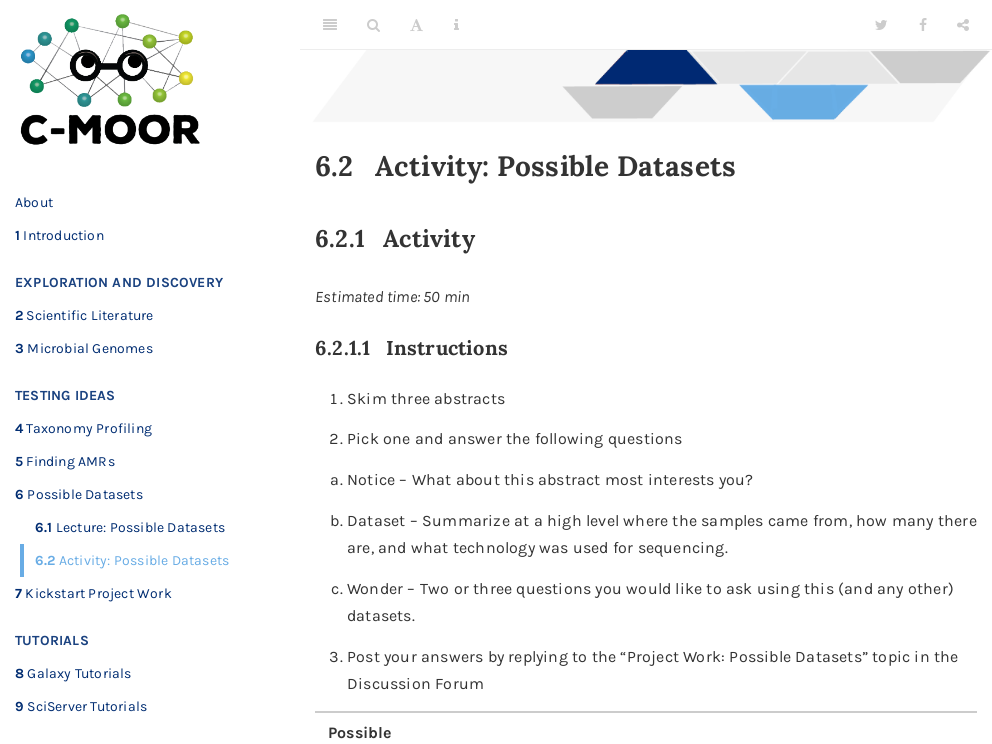 C-MOOR
About
1 Introduction
EXPLORATION AND DISCOVERY
2 Scientific Literature
3 Microbial Genomes
TESTING IDEAS
4 Taxonomy Profiling
5 Finding AMRs
6 Possible Datasets
6.1 Lecture: Possible Datasets
6.2 Activity: Possible Datasets
7 Kickstart Project Work
TUTORIALS
8 Galaxy Tutorials
9 SciServer Tutorials
6.2 Activity: Possible Datasets
6.2.1 Activity
Estimated time: 50 min
6.2.1.1 Instructions
1. Skim three abstracts
2. Pick one and answer the following questions
a. Notice – What about this abstract most interests you?
b. Dataset – Summarize at a high level where the samples came from, how many there
are, and what technology was used for sequencing.
c. Wonder – Two or three questions you would like to ask using this (and any other)
datasets.
3. Post your answers by replying to the “Project Work: Possible Datasets” topic in the
Discussion Forum
Possible